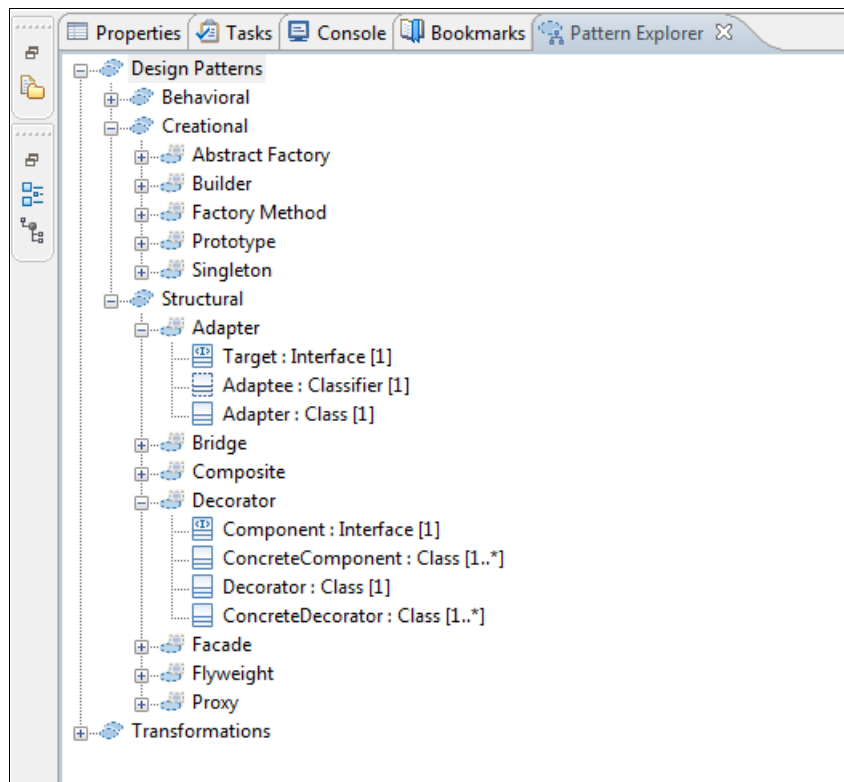 Properties Tasks Console Bookmarks Pattern Explorer
Design Patterns
Behavioral
Creational
Abstract Factory
Builder
Factory Method
Prototype
Singleton
Structural
Adapter
Target : Interface [1]
Adaptee : Classifier [1]
Adapter : Class [1]
Bridge
Composite
Decorator
Component : Interface [1]
ConcreteComponent : Class [1..*]
Decorator : Class [1]
ConcreteDecorator : Class [1..*]
Facade
Flyweight
Proxy
Transformations